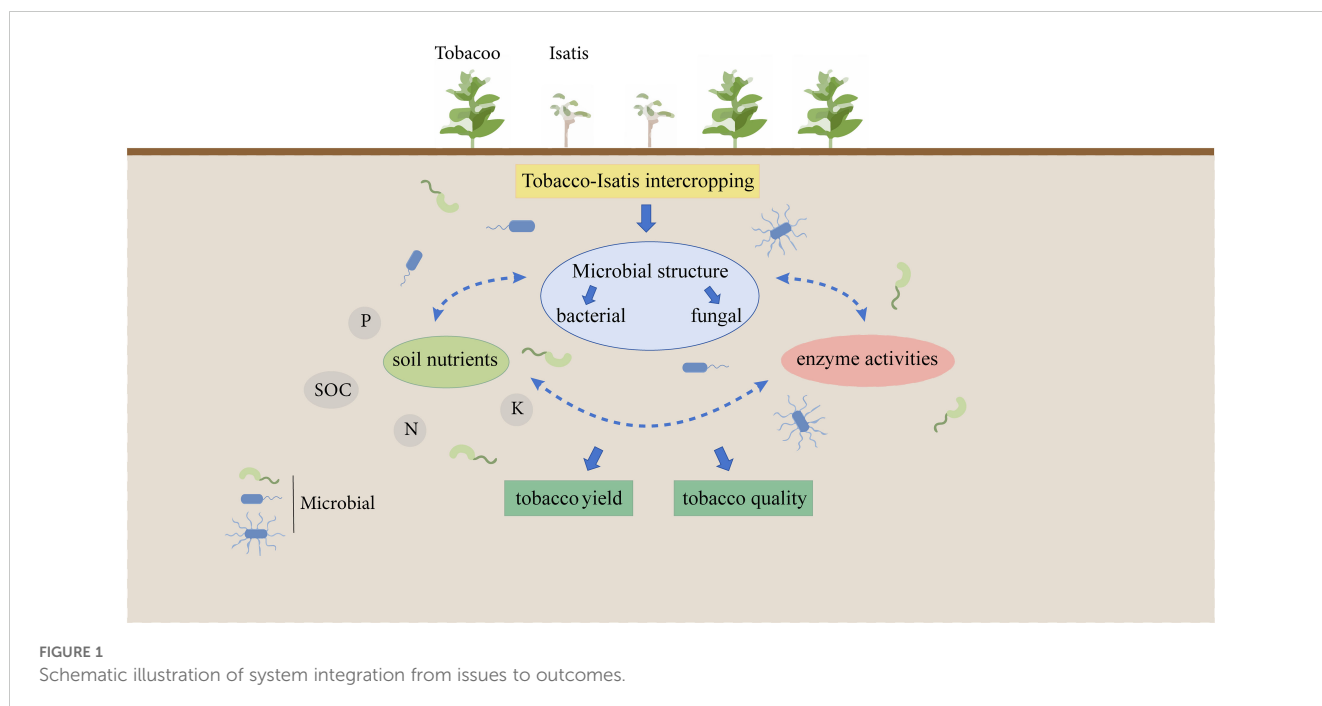 Tobacoo
Isatis
Tobacco-Isatis intercropping
Microbial structure
bacterial
fungal
P
soil nutrients
enzyme activities
SOC
K
N
tobacco yield
tobacco quality
Microbial
FIGURE 1
Schematic illustration of system integration from issues to outcomes.